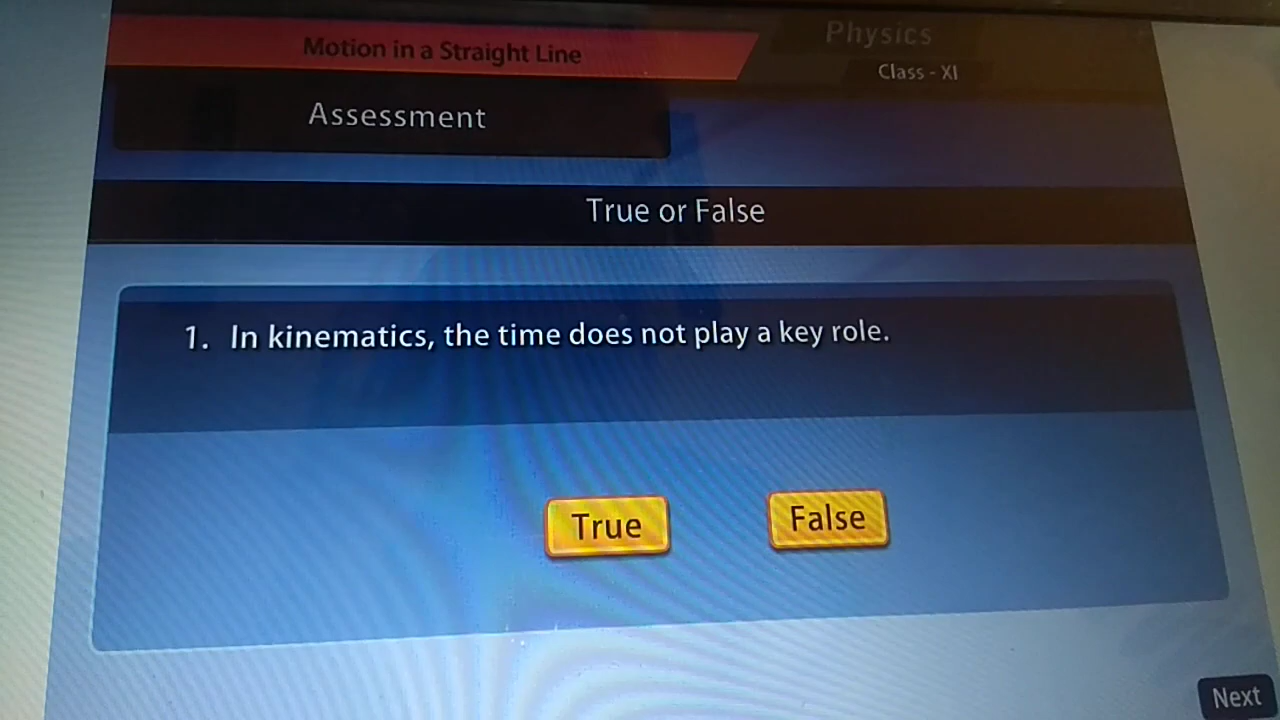 Motion in a Straight Line
Physics
Class - XI
Assessment
True or False
1. In kinematics, the time does not play a key role.
True
False
Next